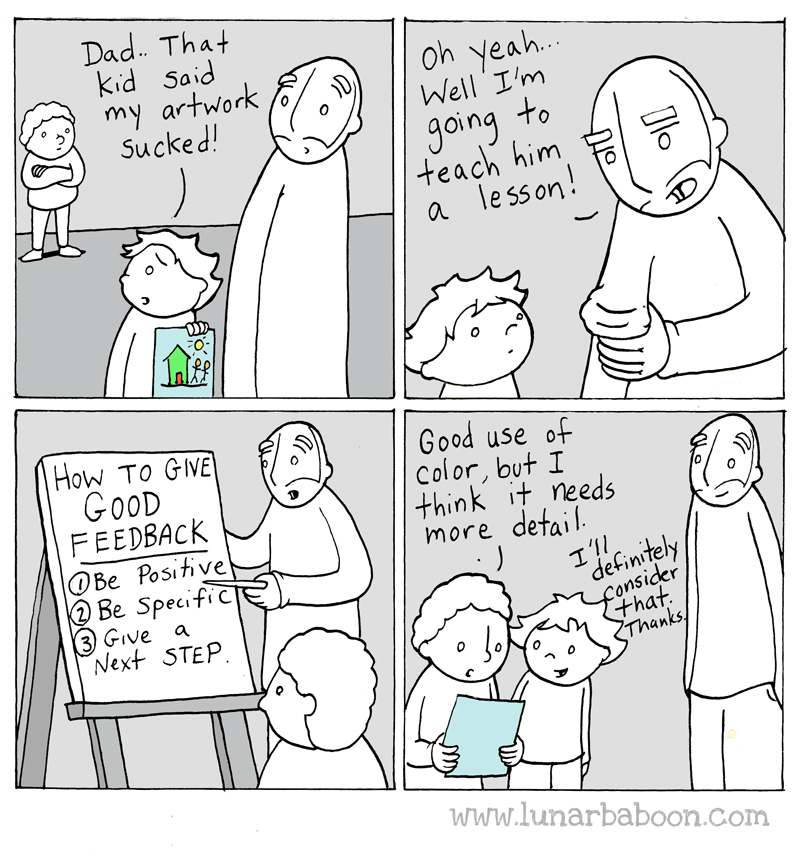 Dad.. That
kid said
my artwork
sucked!
Oh yeah...
Well I'm
going to
teach him
a lesson!
HOW TO GIVE
GOOD
FEEDBACK
① Be Positive
② Be Specific
③ Give a
Next STEP.
Good use of
color, but I
think it needs
more detail.
I'll
definitely
consider
that.
Thanks.
www.lunarbaboon.com